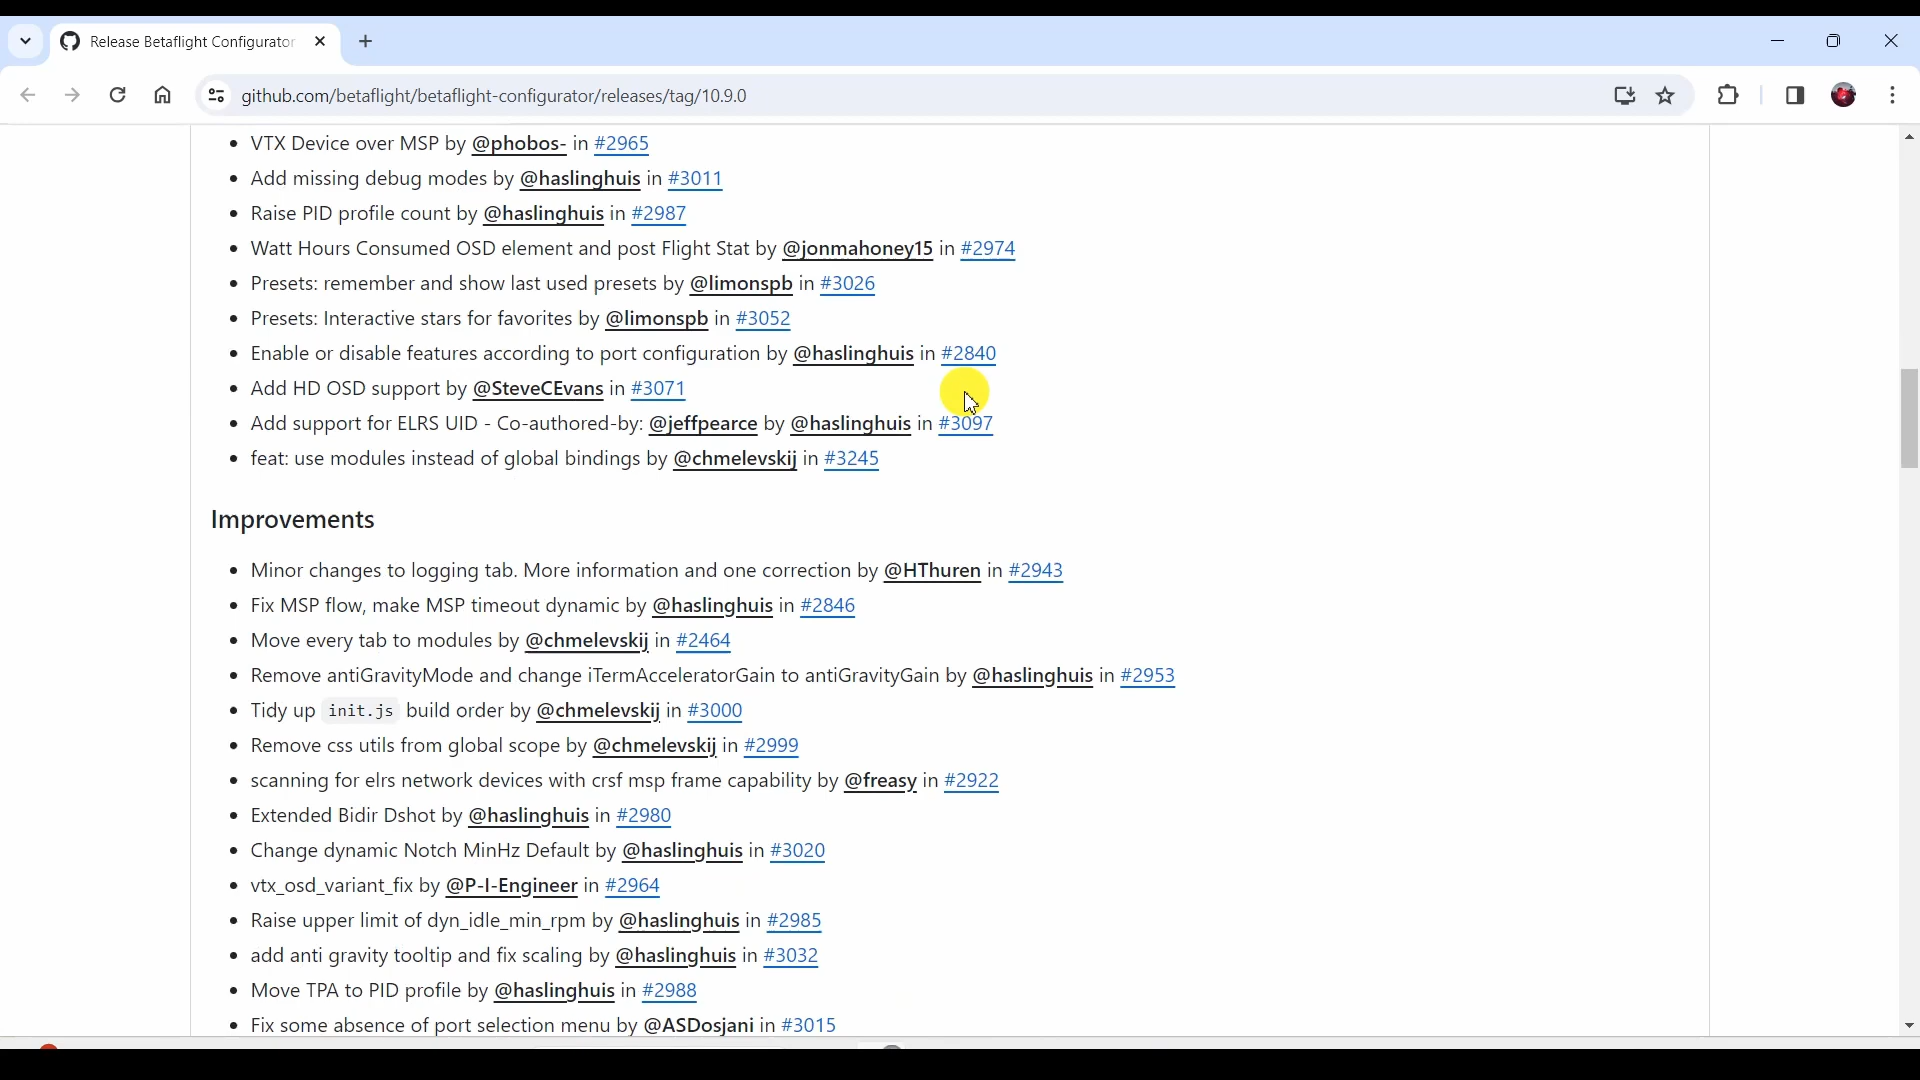 Release Betaflight Configurator
github.com/betaflight/betaflight-configurator/releases/tag/10.9.0
VTX Device over MSP by @phobos- in #2965
Add missing debug modes by @haslinghuis in #3011
Raise PID profile count by @haslinghuis in #2987
Watt Hours Consumed OSD element and post Flight Stat by @jonmahoney15 in #2974
Presets: remember and show last used presets by @limonspb in #3026
Presets: Interactive stars for favorites by @limonspb in #3052
Enable or disable features according to port configuration by @haslinghuis in #2840
Add HD OSD support by @SteveCEvans in #3071
Add support for ELRS UID - Co-authored-by: @jeffpearce by @haslinghuis in #3097
feat: use modules instead of global bindings by @chmelevskij in #3245
Improvements
Minor changes to logging tab. More information and one correction by @HThuren in #2943
Fix MSP flow, make MSP timeout dynamic by @haslinghuis in #2846
Move every tab to modules by @chmelevskij in #2464
Remove antiGravityMode and change iTermAcceleratorGain to antiGravityGain by @haslinghuis in #2953
Tidy up init.js build order by @chmelevskij in #3000
Remove css utils from global scope by @chmelevskij in #2999
scanning for elrs network devices with crsf msp frame capability by @freasy in #2922
Extended Bidir Dshot by @haslinghuis in #2980
Change dynamic Notch MinHz Default by @haslinghuis in #3020
vtx_osd_variant_fix by @P-I-Engineer in #2964
Raise upper limit of dyn_idle_min_rpm by @haslinghuis in #2985
add anti gravity tooltip and fix scaling by @haslinghuis in #3032
Move TPA to PID profile by @haslinghuis in #2988
Fix some absence of port selection menu by @ASDosjani in #3015